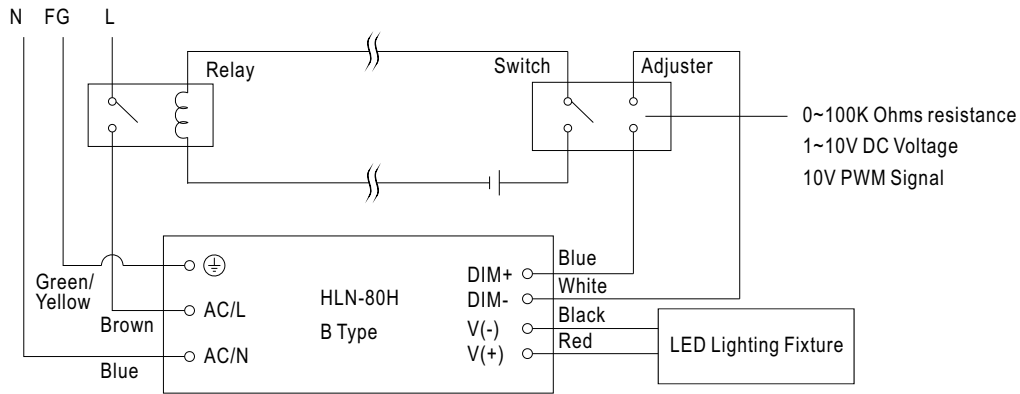 N FG L
Relay
Switch
Adjuster
0~100K Ohms resistance
1~10V DC Voltage
10V PWM Signal
Green/
Yellow
Brown
Blue
AC/L
AC/N
HLN-80H
B Type
DIM+
DIM-
V(-)
V(+)
Blue
White
Black
Red
LED Lighting Fixture